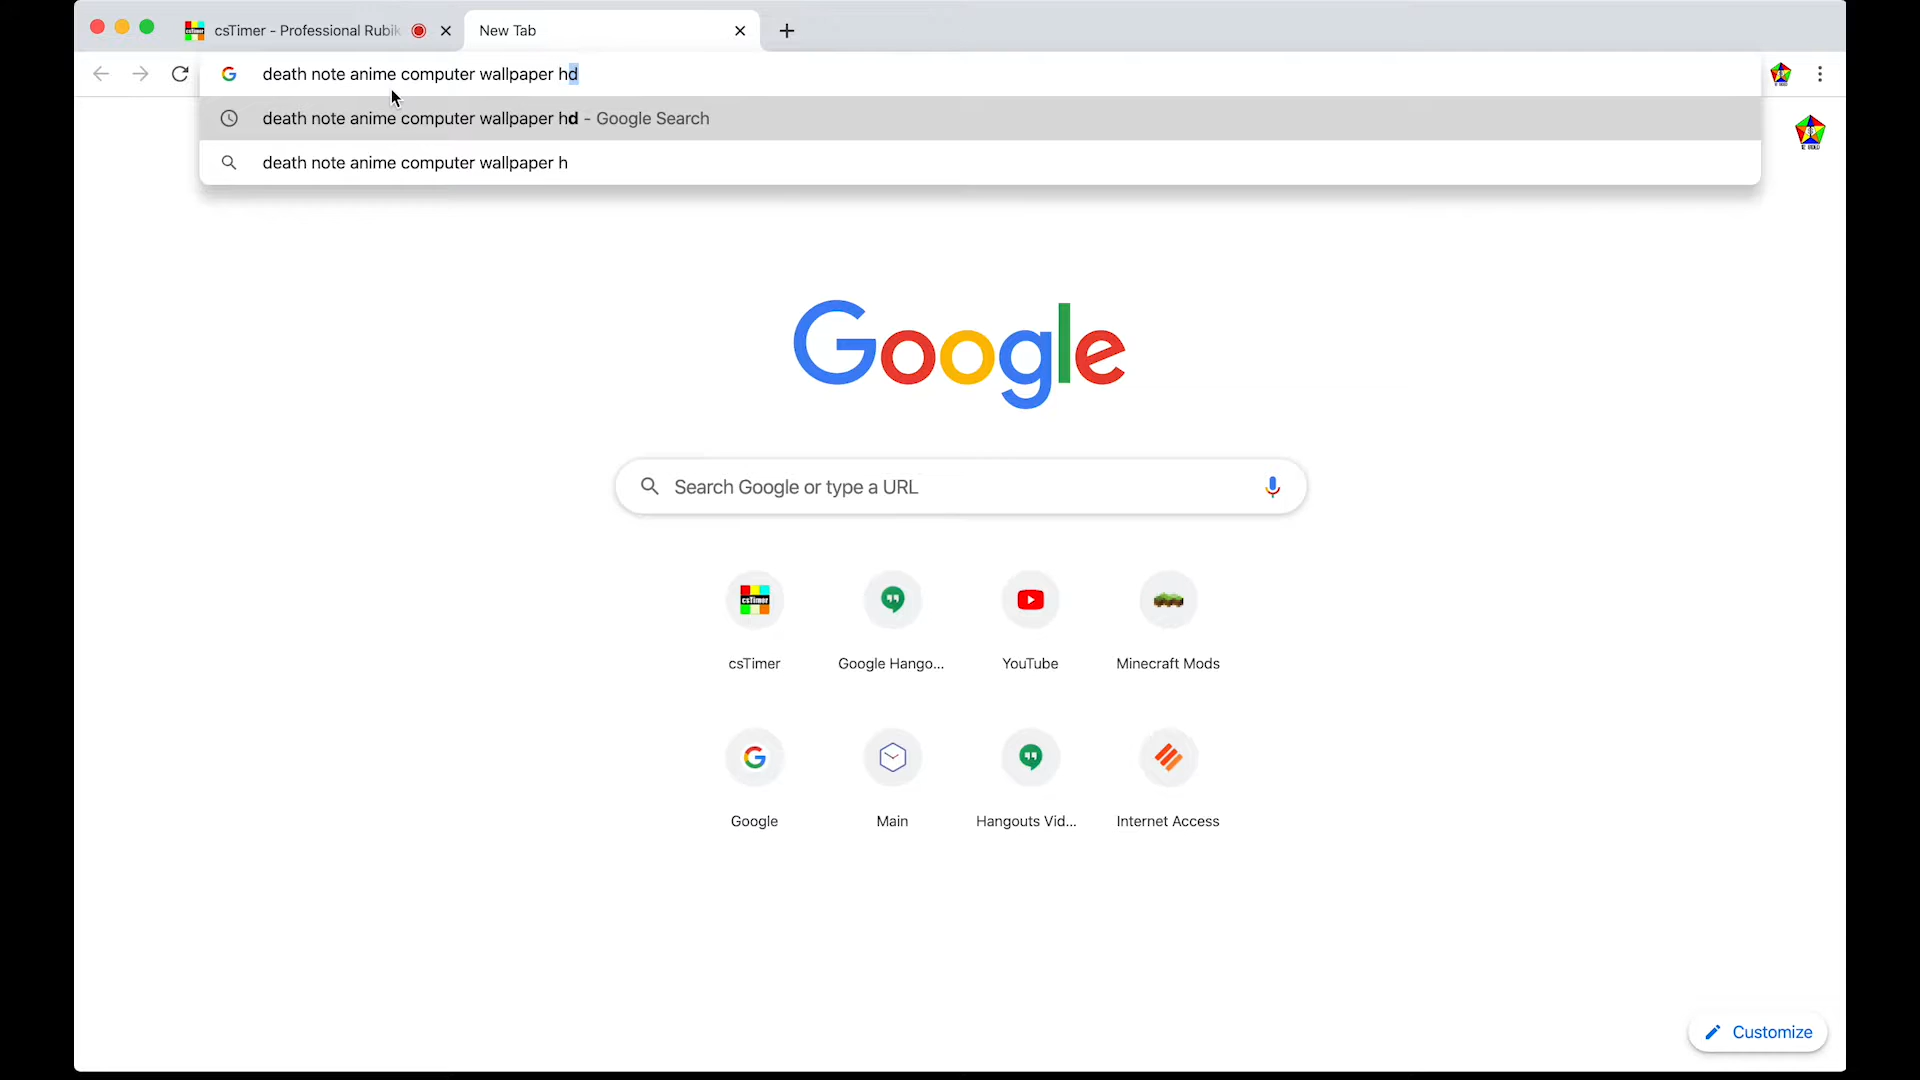 csTimer - Professional Rubik
New Tab
death note anime computer wallpaper hd
death note anime computer wallpaper hd - Google Search
death note anime computer wallpaper h
Google
Search Google or type a URL
csTimer
csTimer
Google Hango...
YouTube
Minecraft Mods
Google
Main
Hangouts Vid...
Internet Access
Customize